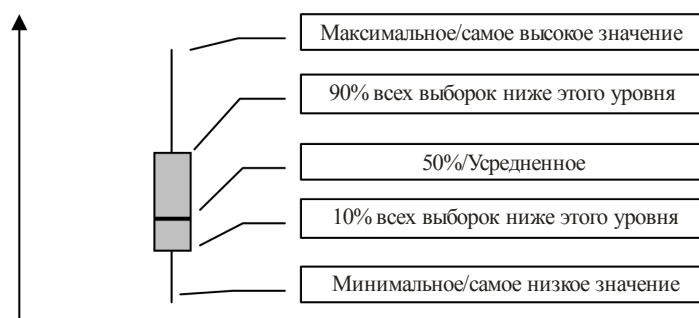 Максимальное/самое высокое значение
90% всех выборок ниже этого уровня
50%/Усредненное
10% всех выборок ниже этого уровня
Минимальное/самое низкое значение